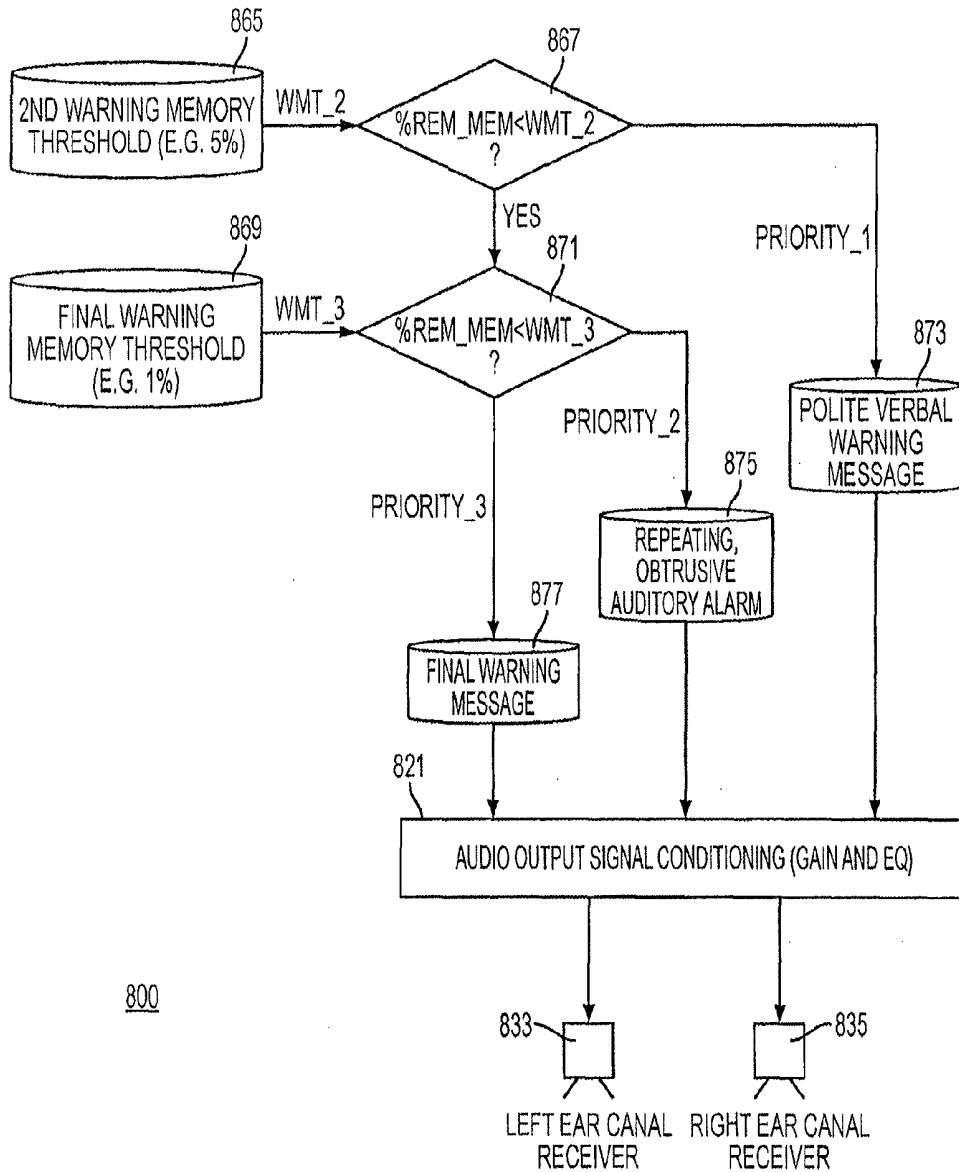 865
2ND WARNING MEMORY
THRESHOLD (E.G. 5%)
WMT_2
867
%REM_MEM<WMT_2
?
YES
PRIORITY_1
869
FINAL WARNING
MEMORY THRESHOLD
(E.G. 1%)
WMT_3
871
%REM_MEM<WMT_3
?
PRIORITY_2
PRIORITY_3
873
POLITE VERBAL
WARNING
MESSAGE
875
REPEATING,
OBTRUSIVE
AUDITORY ALARM
877
FINAL WARNING
MESSAGE
821
AUDIO OUTPUT SIGNAL CONDITIONING (GAIN AND EQ)
800
833
LEFT EAR CANAL
RECEIVER
835
RIGHT EAR CANAL
RECEIVER